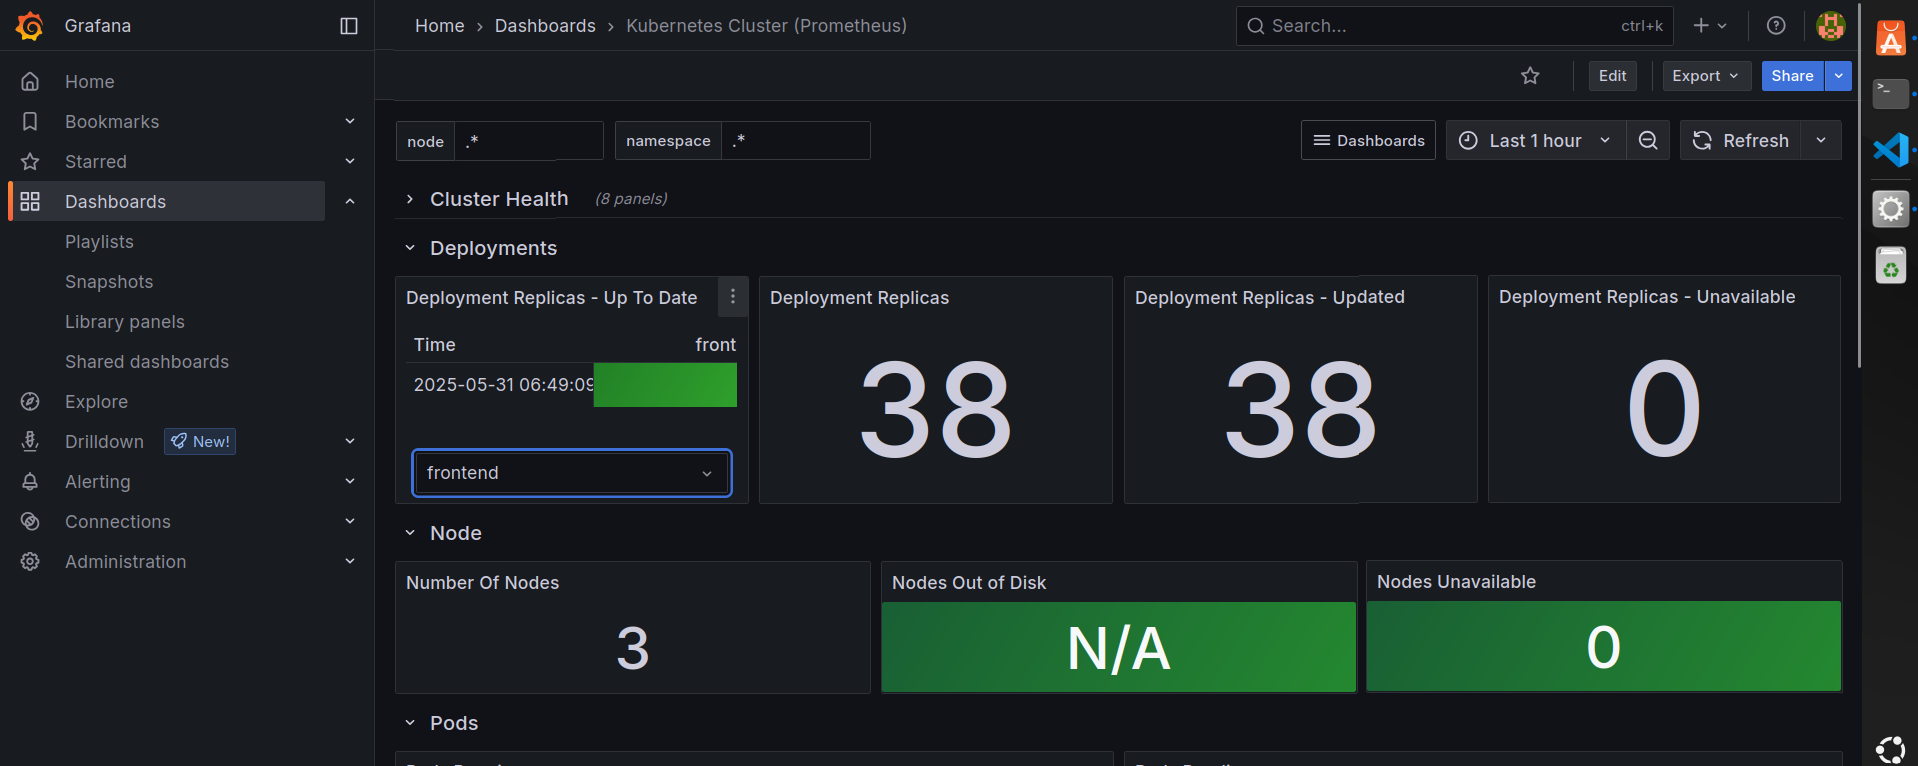 Grafana
Home › Dashboards › Kubernetes Cluster (Prometheus)
Search...
ctrl+k
Home
Bookmarks
Starred
Dashboards
Playlists
Snapshots
Library panels
Shared dashboards
Explore
Drilldown New!
Alerting
Connections
Administration
Edit
Export
Share
node .*
namespace .*
Dashboards
Last 1 hour
Refresh
Cluster Health (8 panels)
Deployments
Deployment Replicas - Up To Date
Time front
2025-05-31 06:49:09
frontend
Deployment Replicas
38
Deployment Replicas - Updated
38
Deployment Replicas - Unavailable
0
Node
Number Of Nodes
3
Nodes Out of Disk
N/A
Nodes Unavailable
0
Pods